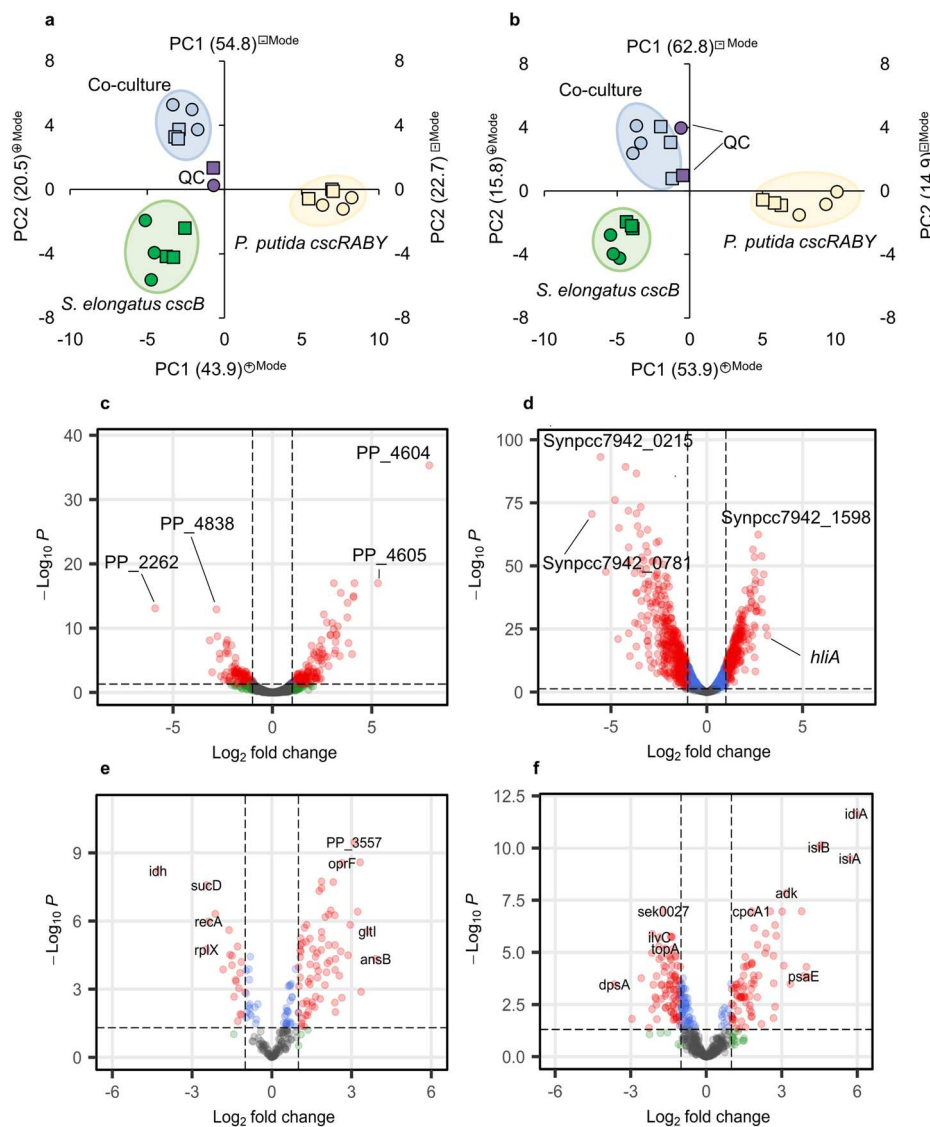 a
PC1 (54.8)⊟Mode
8
4
0
-4
-8
Co-culture
QC
P. putida cscRABY
S. elongatus cscB
PC2 (20.5)⊕Mode
8
4
0
-4
-8
PC2 (22.7)⊟Mode
-10
-5
0
5
10
PC1 (43.9)⊕Mode
b
PC1 (62.8)⊟Mode
8
4
0
-4
-8
Co-culture
QC
P. putida cscRABY
S. elongatus cscB
PC2 (15.8)⊕Mode
8
4
0
-4
-8
PC2 (14.9)⊟Mode
-10
-5
0
5
10
PC1 (53.9)⊕Mode
c
40
30
20
10
0
−Log10 P
PP_4604
PP_4838
PP_2262
PP_4605
-5
0
5
Log2 fold change
d
100
75
50
25
0
−Log10 P
Synpcc7942_0215
Synpcc7942_1598
Synpcc7942_0781
hliA
-5
0
5
Log2 fold change
e
9
6
3
0
−Log10 P
PP_3557
oprF
idh
sucD
recA
rplX
gltI
ansB
-6
-3
0
3
6
Log2 fold change
f
12.5
10.0
7.5
5.0
2.5
0.0
−Log10 P
idiA
isiB
isiA
adk
sek0027
cpcA1
ilvC
topA
dpsA
psaE
-6
-3
0
3
6
Log2 fold change